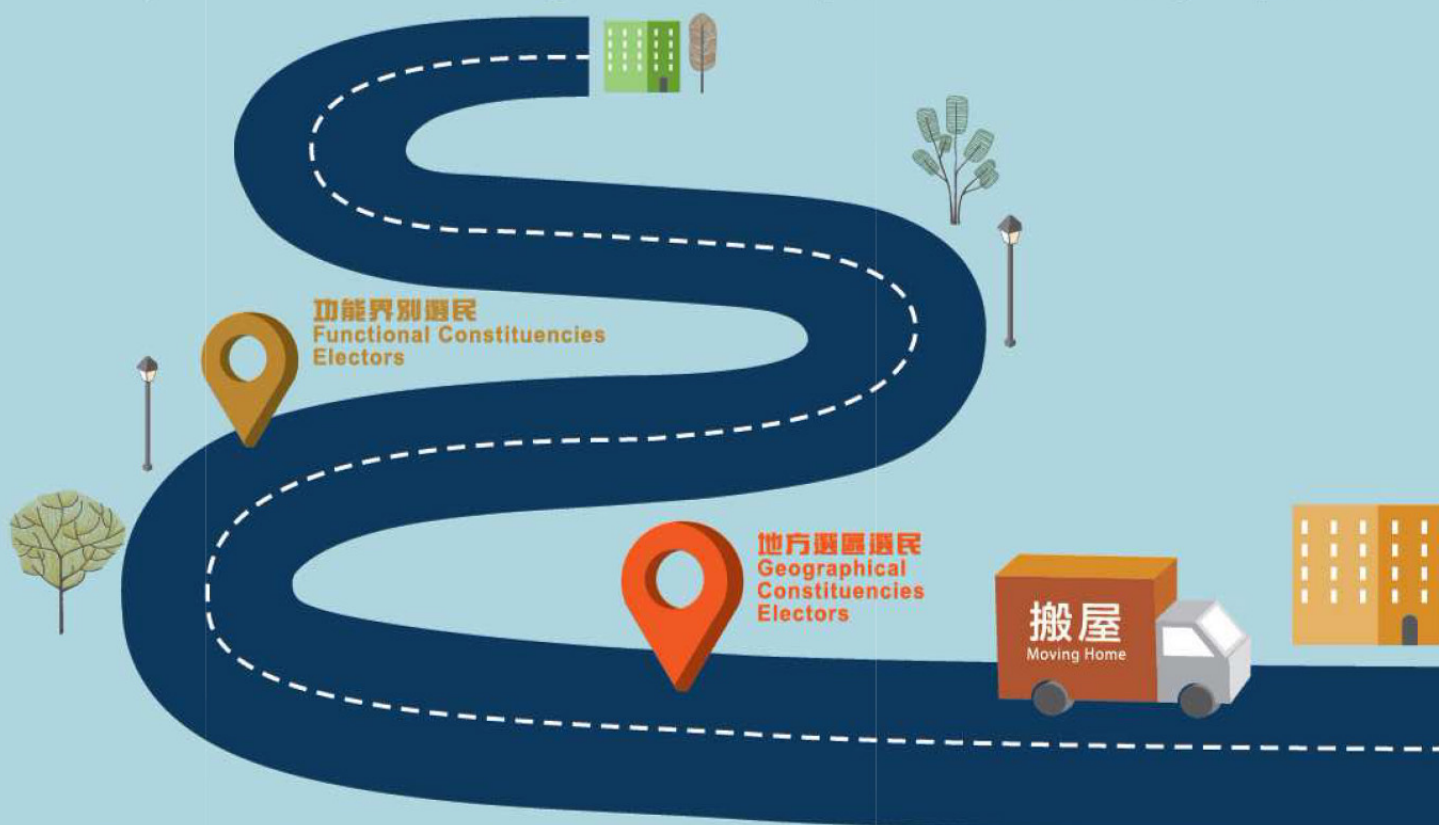 功能界別選民
Functional Constituencies
Electors
地方選區選民
Geographical
Constituencies
Electors
搬屋
Moving Home